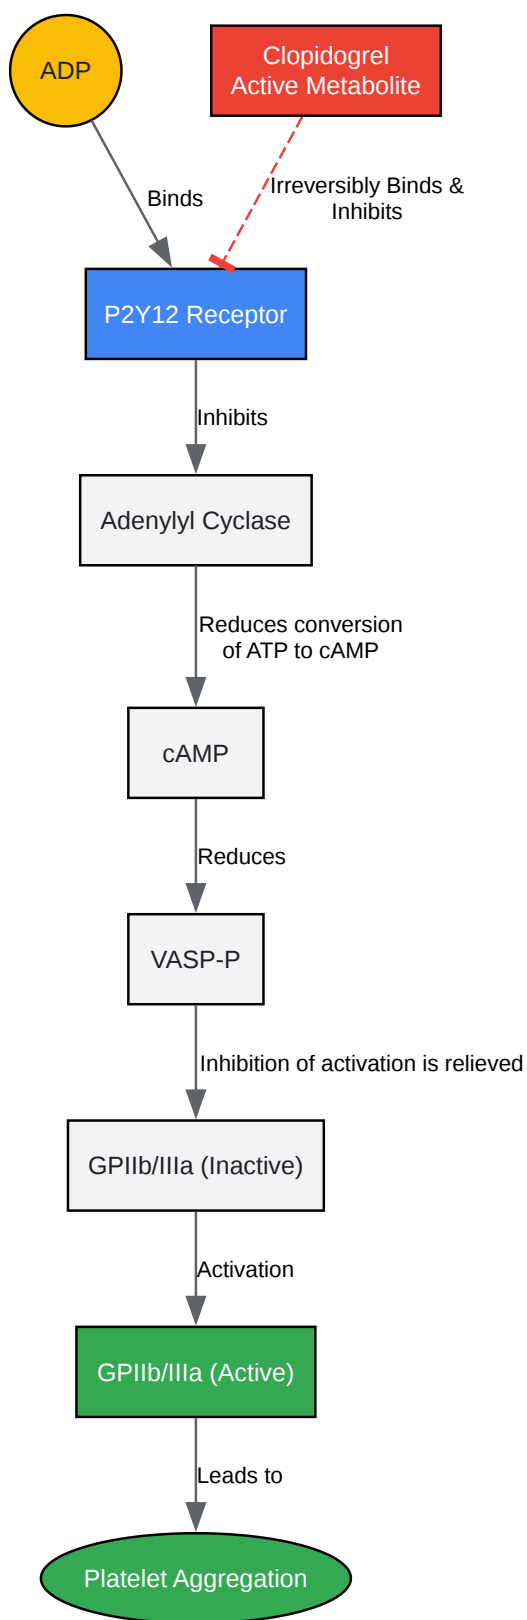 ADP
Clopidogrel
Active Metabolite
Binds
Irreversibly Binds &
Inhibits
P2Y12 Receptor
Inhibits
Adenylyl Cyclase
Reduces conversion
of ATP to cAMP
cAMP
Reduces
VASP-P
Inhibition of activation is relieved
GPIIb/IIIa (Inactive)
Activation
GPIIb/IIIa (Active)
Leads to
Platelet Aggregation